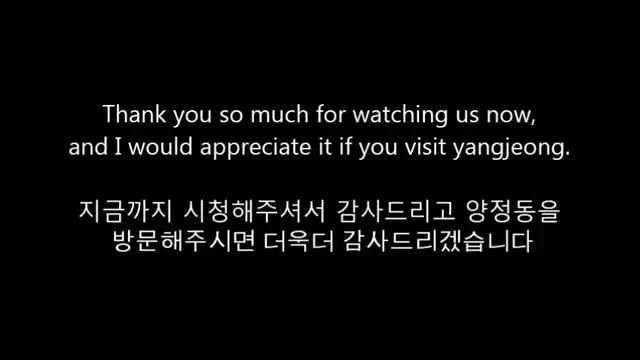 Thank you so much for watching us now,
and I would appreciate it if you visit yangjeong.
지금까지 시청해주셔서 감사드리고 양정동을
방문해주시면 더욱더 감사드리겠습니다